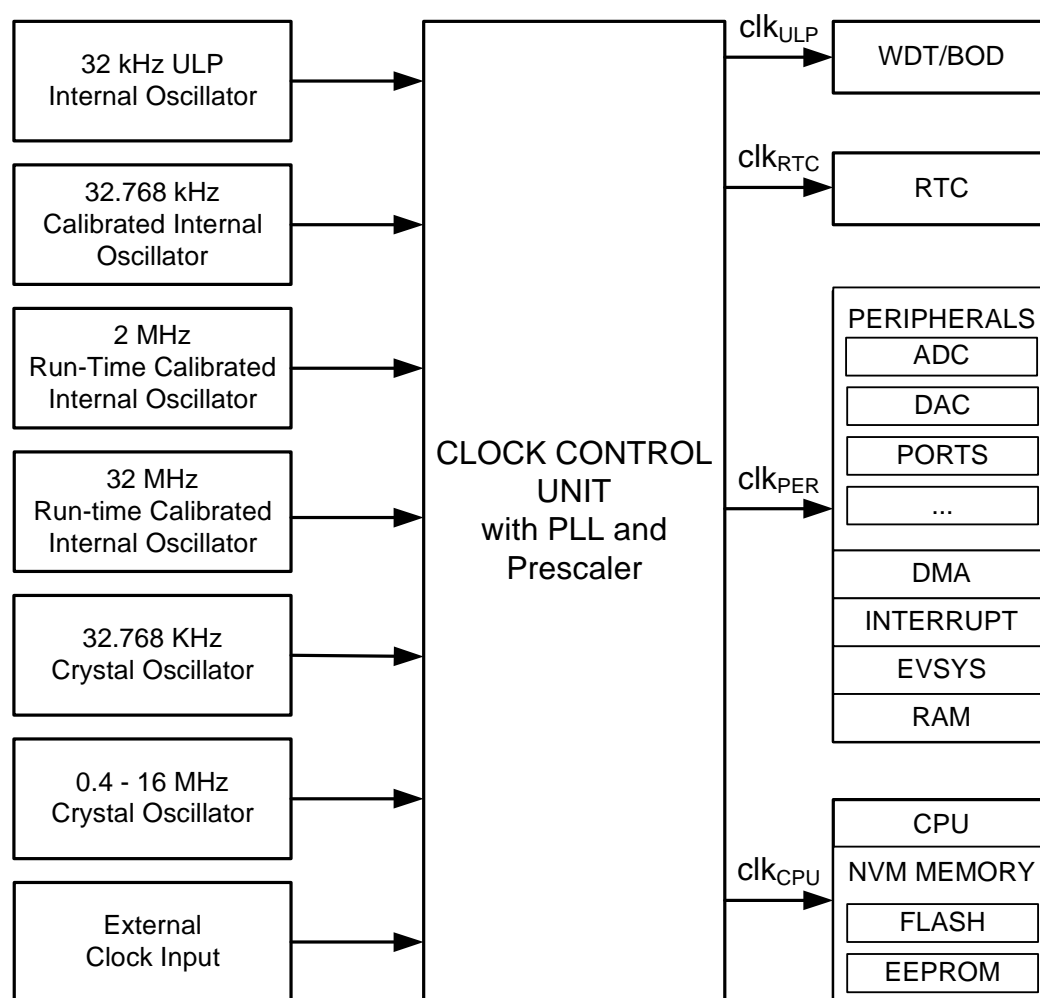 32 kHz ULP
Internal Oscillator
32.768 kHz
Calibrated Internal
Oscillator
2 MHz
Run-Time Calibrated
Internal Oscillator
32 MHz
Run-time Calibrated
Internal Oscillator
32.768 KHz
Crystal Oscillator
0.4 - 16 MHz
Crystal Oscillator
External
Clock Input
CLOCK CONTROL
UNIT
with PLL and
Prescaler
clkULP
WDT/BOD
clkRTC
RTC
clkPER
PERIPHERALS
ADC
DAC
PORTS
...
DMA
INTERRUPT
EVSYS
RAM
clkCPU
CPU
NVM MEMORY
FLASH
EEPROM